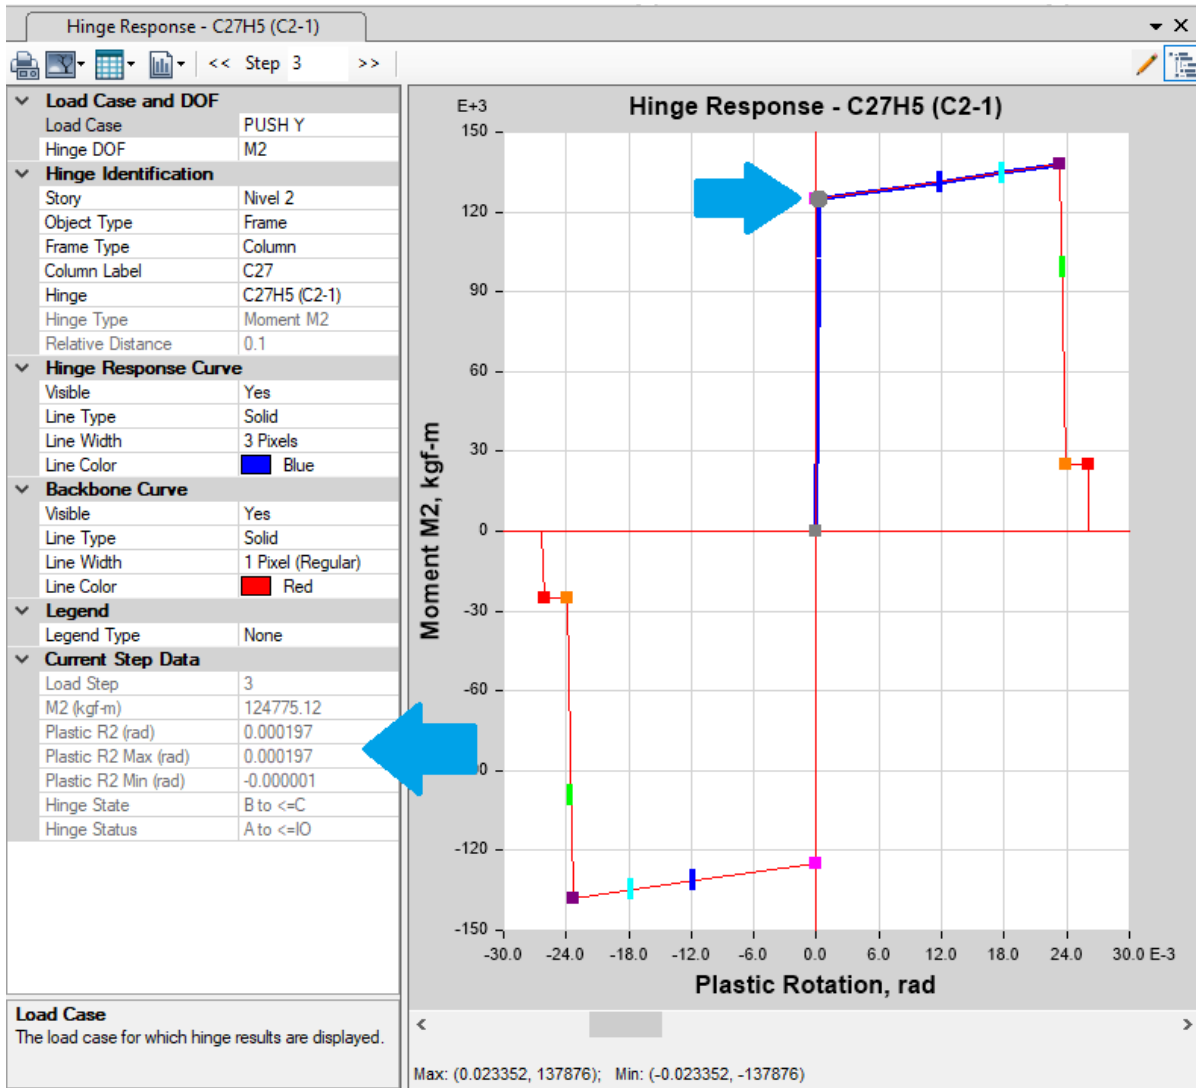 Hinge Response - C27H5 (C2-1)
<< Step 3 >>
Load Case and DOF
Load Case PUSH Y
Hinge DOF M2
Hinge Identification
Story Nivel 2
Object Type Frame
Frame Type Column
Column Label C27
Hinge C27H5 (C2-1)
Hinge Type Moment M2
Relative Distance 0.1
Hinge Response Curve
Visible Yes
Line Type Solid
Line Width 3 Pixels
Line Color Blue
Backbone Curve
Visible Yes
Line Type Solid
Line Width 1 Pixel (Regular)
Line Color Red
Legend
Legend Type None
Current Step Data
Load Step 3
M2 (kgf-m) 124775.12
Plastic R2 (rad) 0.000197
Plastic R2 Max (rad) 0.000197
Plastic R2 Min (rad) -0.000001
Hinge State B to <=C
Hinge Status A to <=IO
Load Case
The load case for which hinge results are displayed.
E+3
Hinge Response - C27H5 (C2-1)
150
120
90
60
30
0
-30
-60
-120
-150
Moment M2, kgf-m
-30.0 -24.0 -18.0 -12.0 -6.0 0.0 6.0 12.0 18.0 24.0 30.0 E-3
Plastic Rotation, rad
Max: (0.023352, 137876); Min: (-0.023352, -137876)